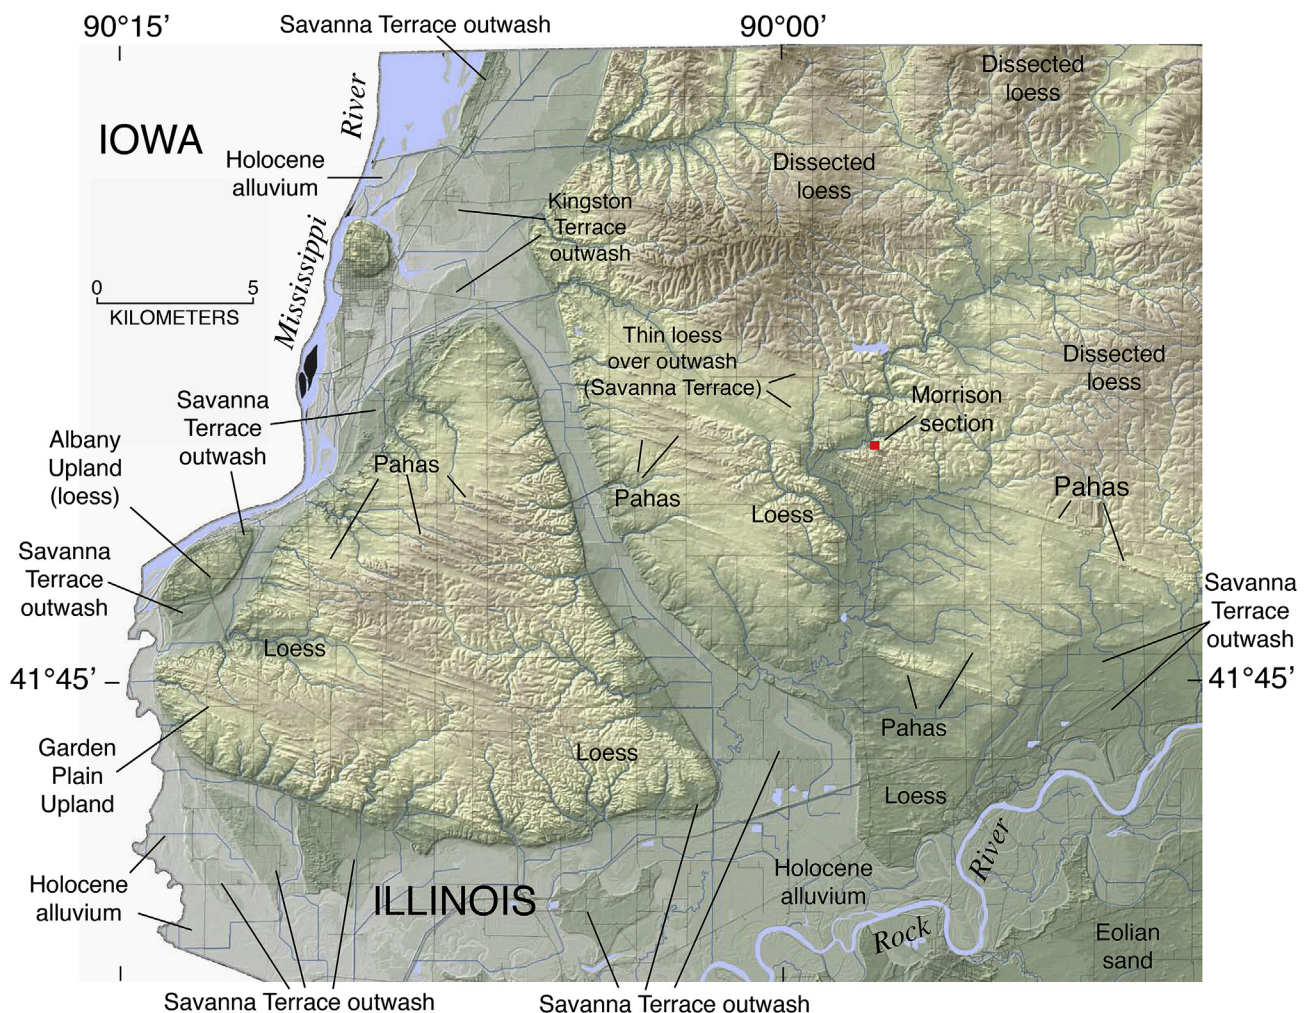 90°15’
Savanna Terrace outwash
90°00’
Dissected
loess
River
IOWA
Holocene
alluvium
Dissected
loess
Kingston
Terrace
outwash
Mississippi
0
5
KILOMETERS
Thin loess
over outwash
(Savanna Terrace)
Dissected
loess
Morrison
section
Savanna
Terrace
outwash
Albany
Upland
(loess)
Pahas
Pahas
Pahas
Loess
Savanna
Terrace
outwash
Savanna
Terrace
outwash
Loess
41°45’
41°45’
Pahas
Garden
Plain
Upland
Loess
Loess
River
Holocene
alluvium
Holocene
alluvium
ILLINOIS
Rock
Eolian
sand
Savanna Terrace outwash
Savanna Terrace outwash